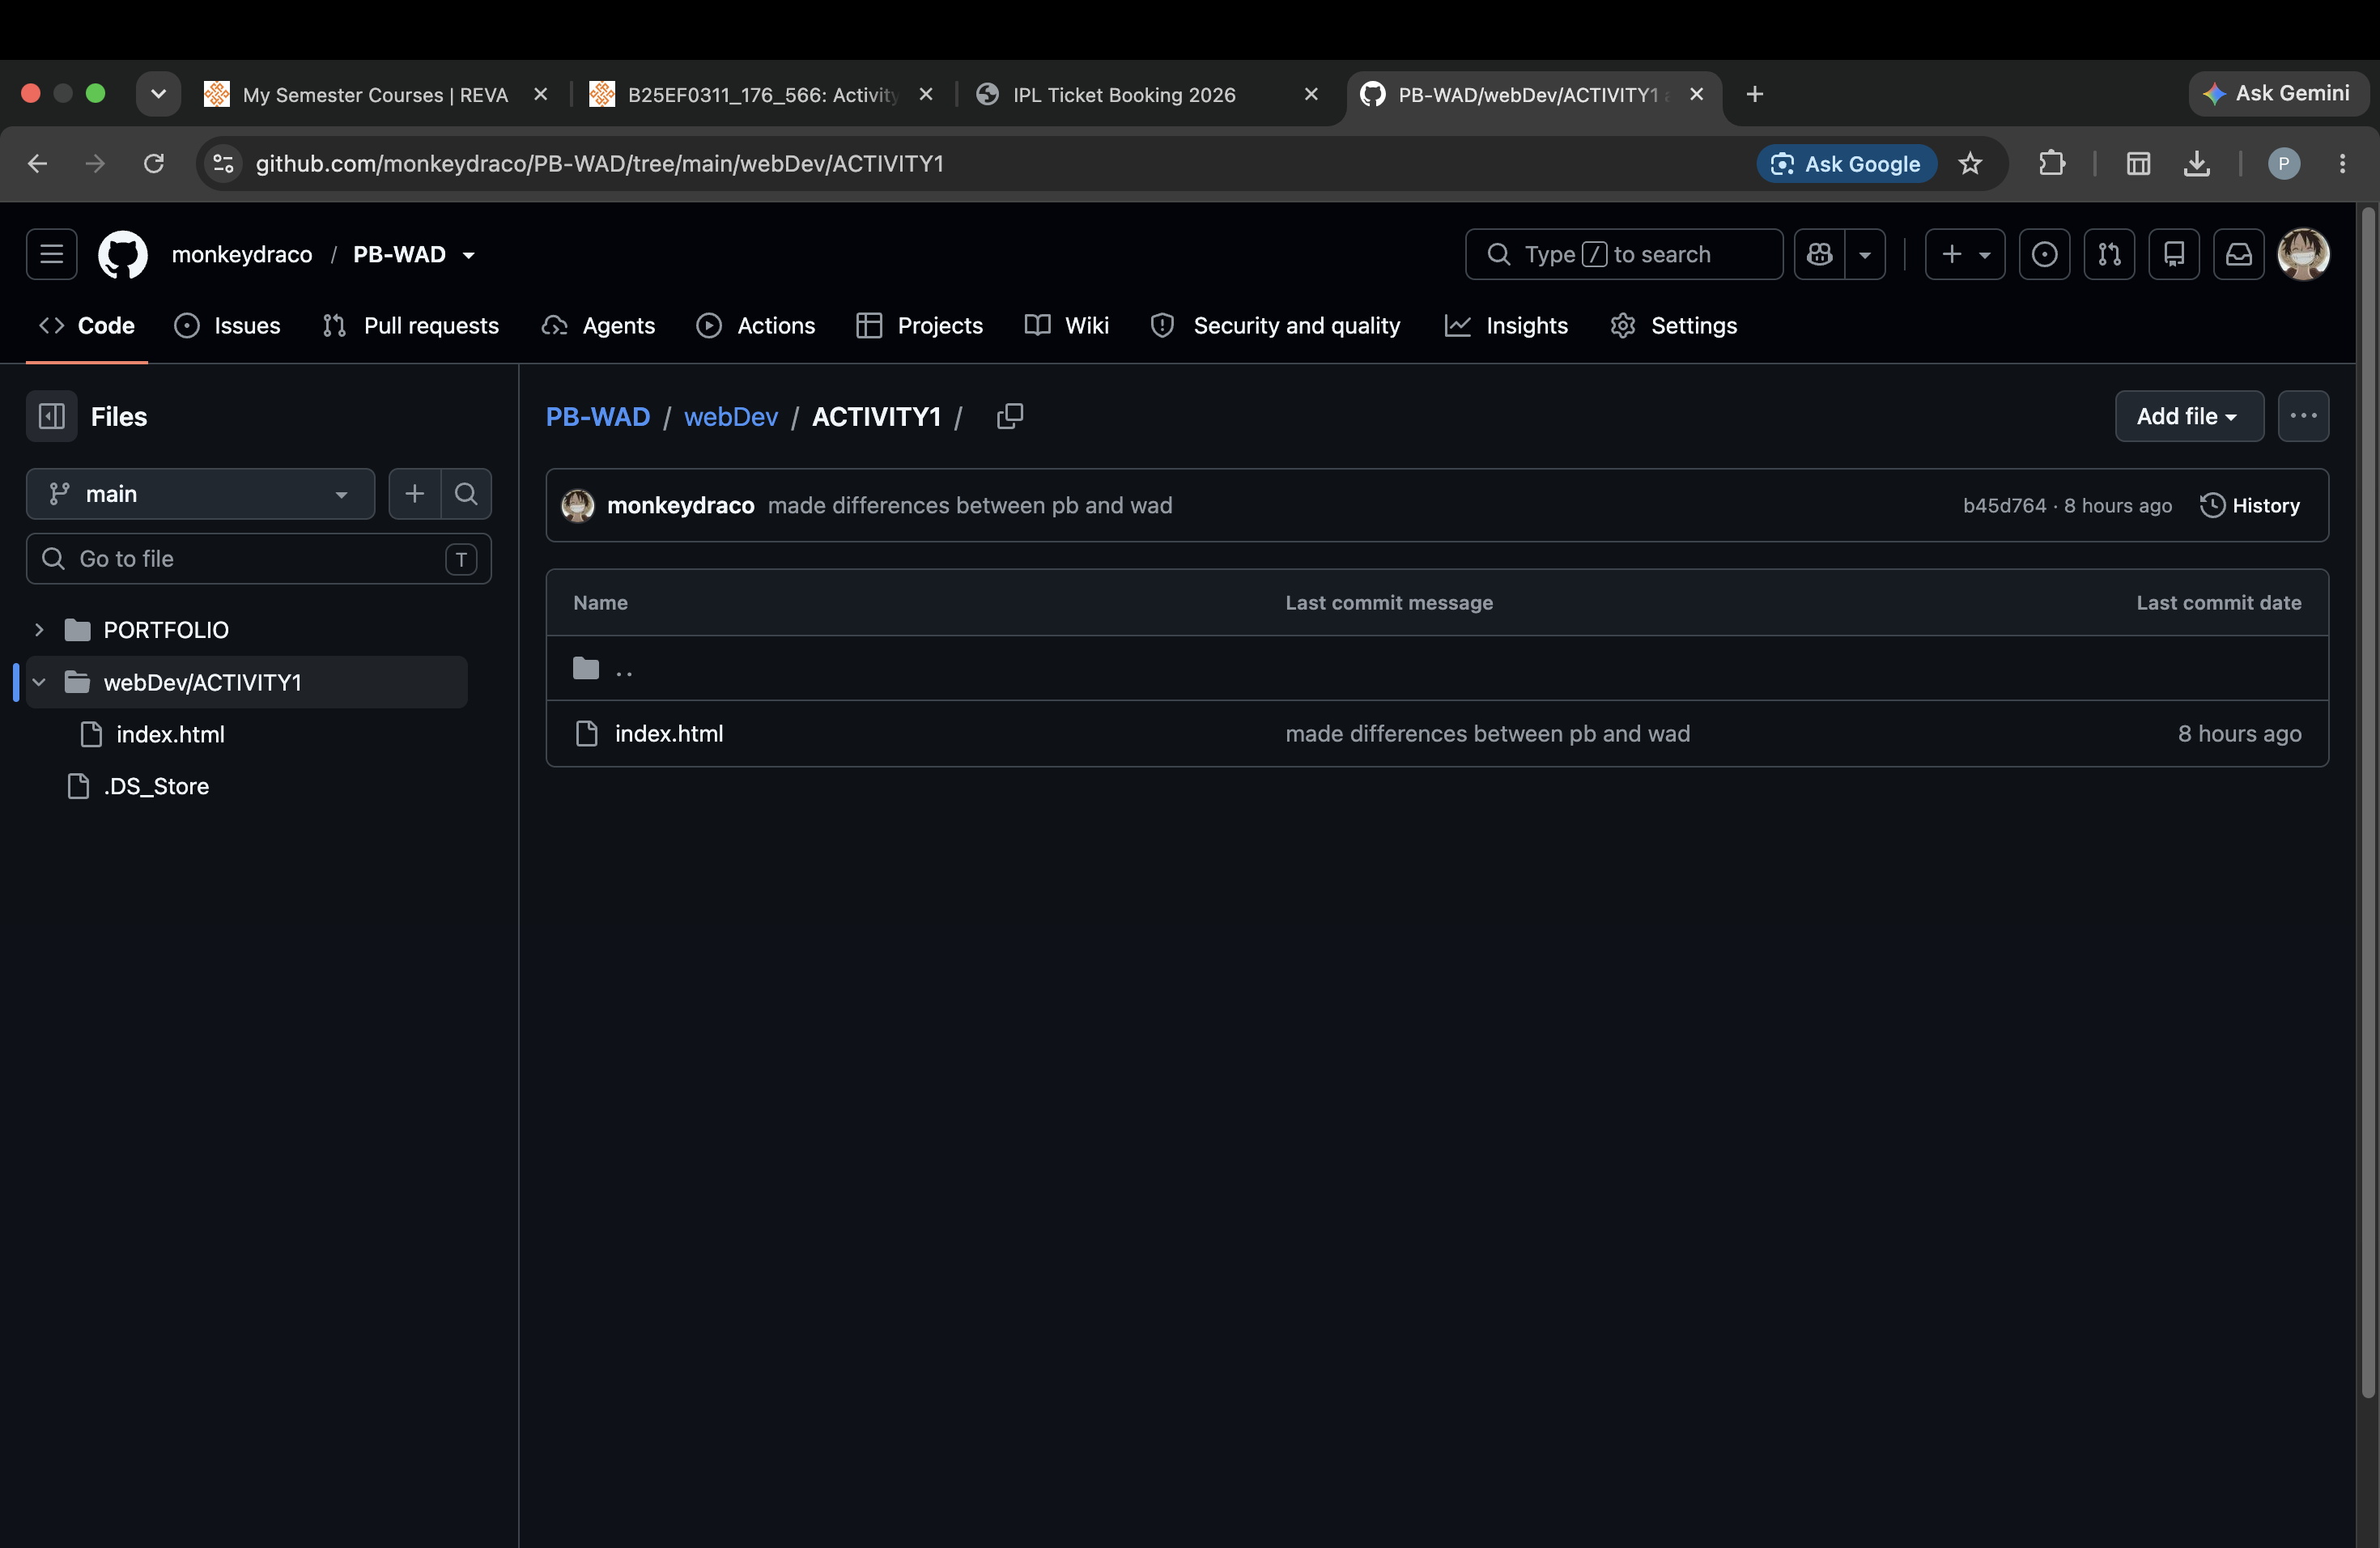 My Semester Courses | REVA
B25EF0311_176_566: Activity
IPL Ticket Booking 2026
PB-WAD/webDev/ACTIVITY1
Ask Gemini
github.com/monkeydraco/PB-WAD/tree/main/webDev/ACTIVITY1
Ask Google
P
monkeydraco / PB-WAD
Type / to search
Code
Issues
Pull requests
Agents
Actions
Projects
Wiki
Security and quality
Insights
Settings
Files
main
Go to file
T
PORTFOLIO
webDev/ACTIVITY1
index.html
.DS_Store
PB-WAD / webDev / ACTIVITY1 /
Add file
monkeydraco made differences between pb and wad
b45d764 · 8 hours ago
History
Name Last commit message Last commit date
..
index.html made differences between pb and wad 8 hours ago